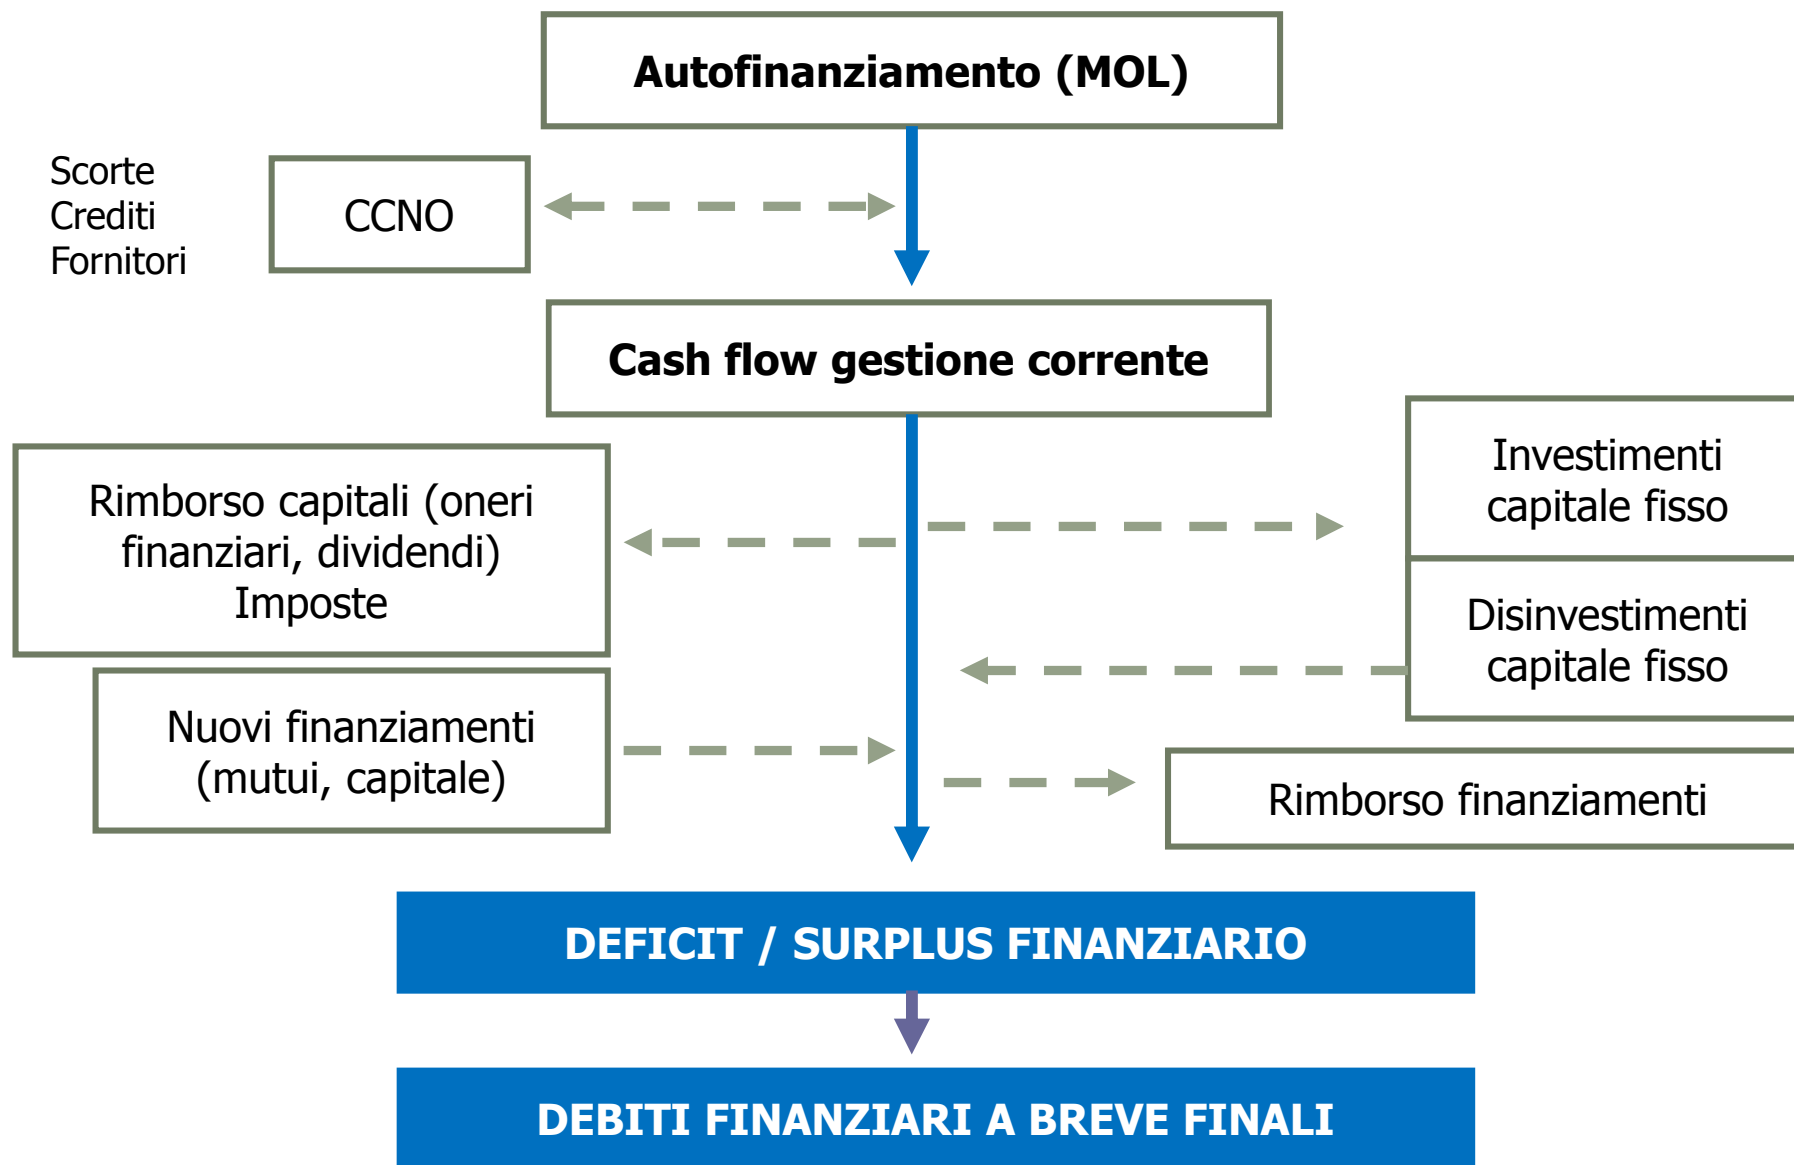 Autofinanziamento (MOL)
Scorte
Crediti
Fornitori
CCNO
Cash flow gestione corrente
Rimborso capitali (oneri
finanziari, dividendi)
Imposte
Investimenti
capitale fisso
Disinvestimenti
capitale fisso
Nuovi finanziamenti
(mutui, capitale)
Rimborso finanziamenti
DEFICIT / SURPLUS FINANZIARIO
DEBITI FINANZIARI A BREVE FINALI